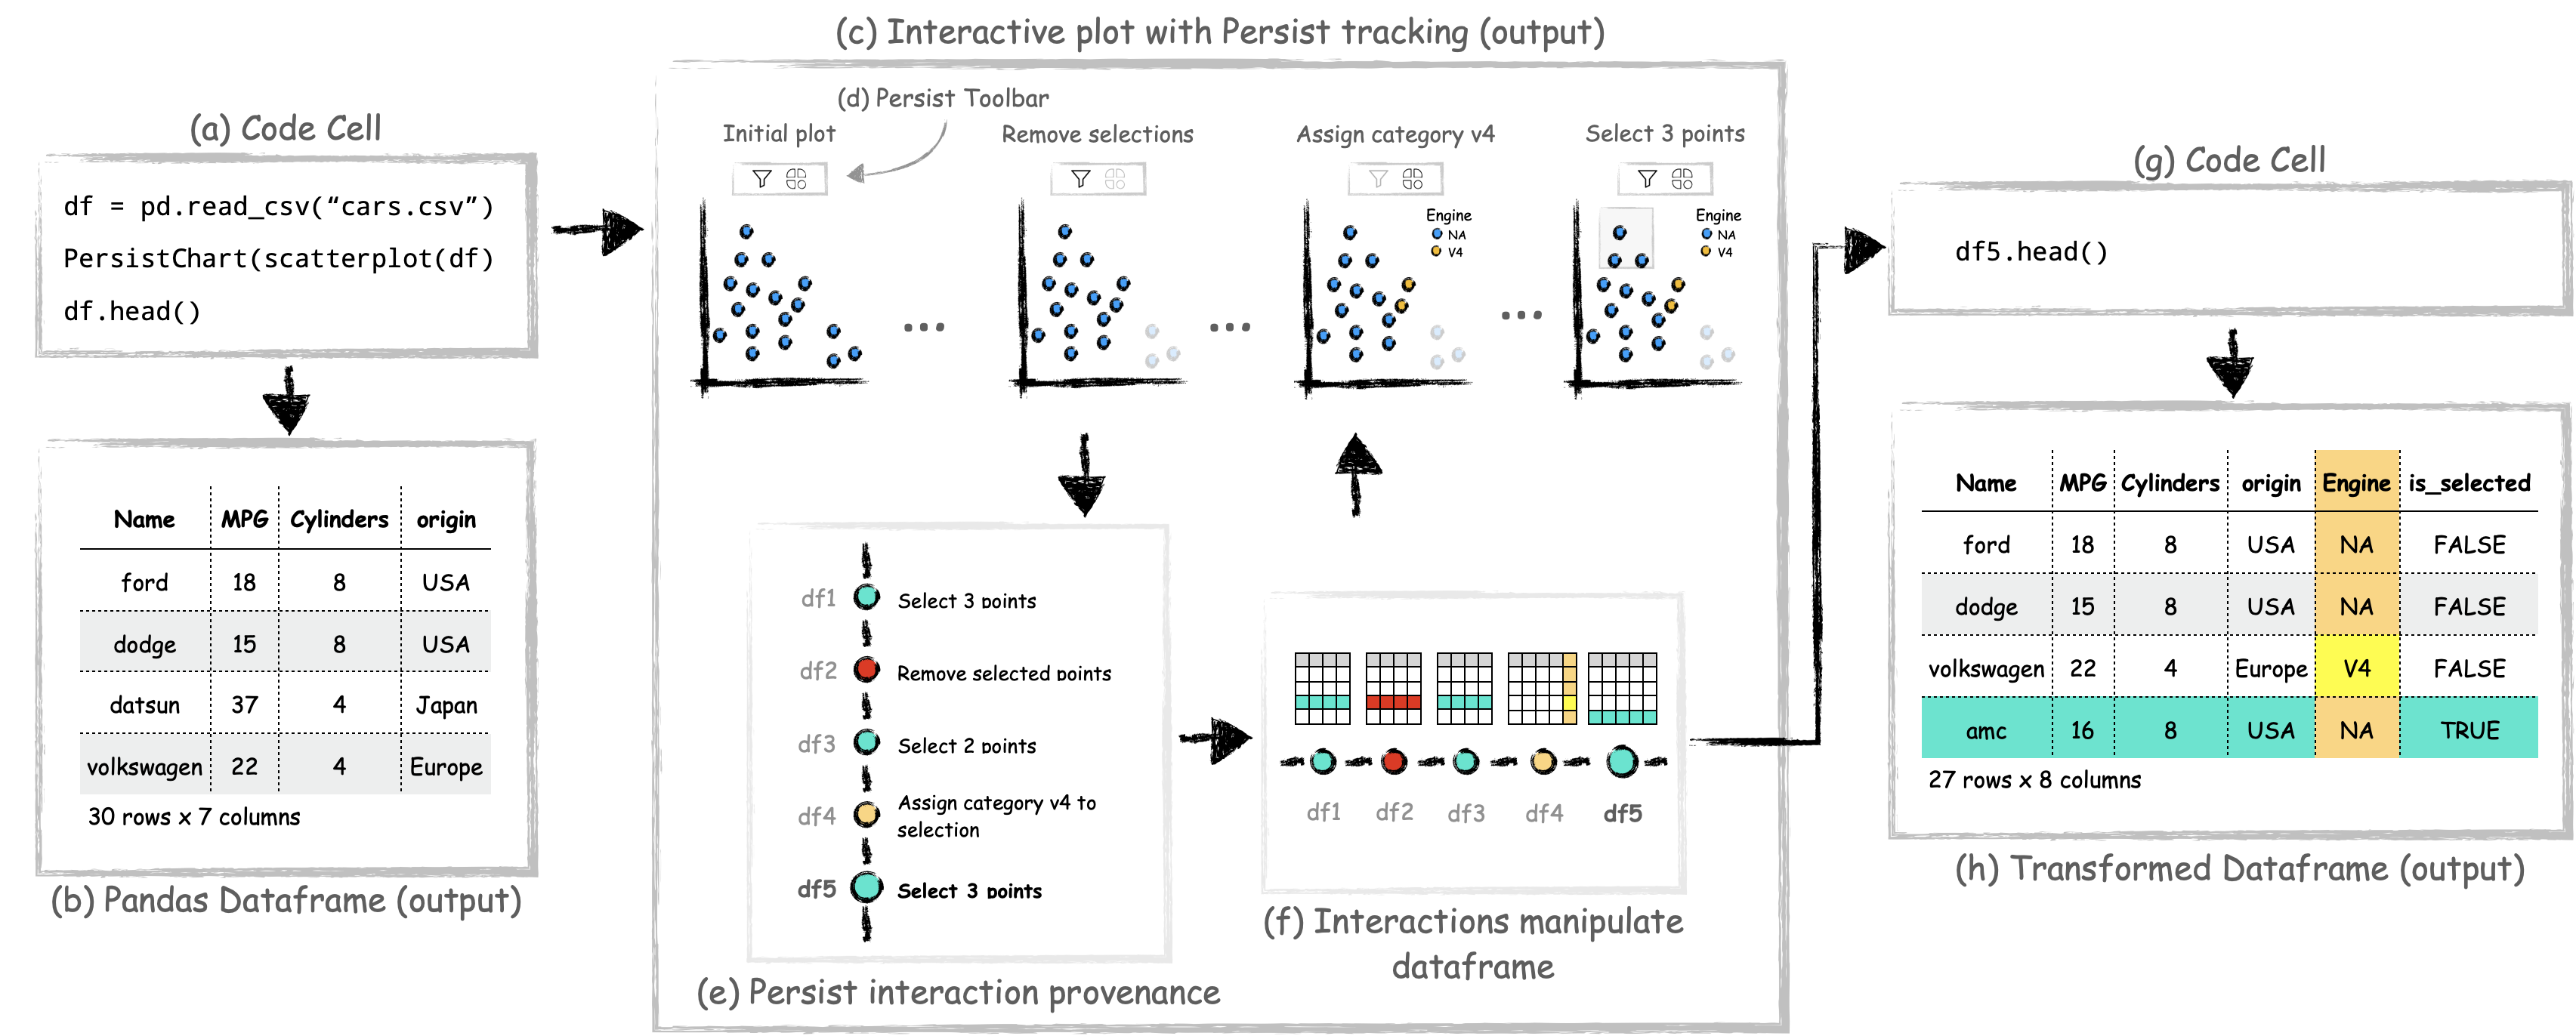 (a) Code Cell
df = pd.read_csv(“cars.csv”)
PersistChart(scatterplot(df)
df.head()
Name MPG Cylinders origin
ford 18 8 USA
dodge 15 8 USA
datsun 37 4 Japan
volkswagen 22 4 Europe
30 rows x 7 columns
(b) Pandas Dataframe (output)
(c) Interactive plot with Persist tracking (output)
(d) Persist Toolbar
Initial plot
Remove selections
Assign category v4
Select 3 points
...
...
...
Engine
NA
V4
Engine
NA
V4
df1 Select 3 points
df2 Remove selected points
df3 Select 2 points
df4 Assign category v4 to
selection
df5 Select 3 points
(e) Persist interaction provenance
df1 df2 df3 df4 df5
(f) Interactions manipulate
dataframe
(g) Code Cell
df5.head()
Name MPG Cylinders origin Engine is_selected
ford 18 8 USA NA FALSE
dodge 15 8 USA NA FALSE
volkswagen 22 4 Europe V4 FALSE
amc 16 8 USA NA TRUE
27 rows x 8 columns
(h) Transformed Dataframe (output)